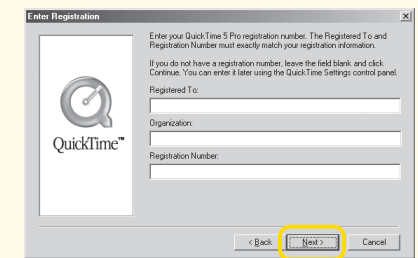 Enter Registration
Enter your QuickTime 5 Pro registration number. The Registered To and
Registration Number must exactly match your registration information.
If you do not have a registration number, leave the field blank and click
Continue. You can enter it later using the QuickTime Settings control panel.
Registered To:
Organization:
QuickTime™
Registration Number:
< Back
Next >
Cancel